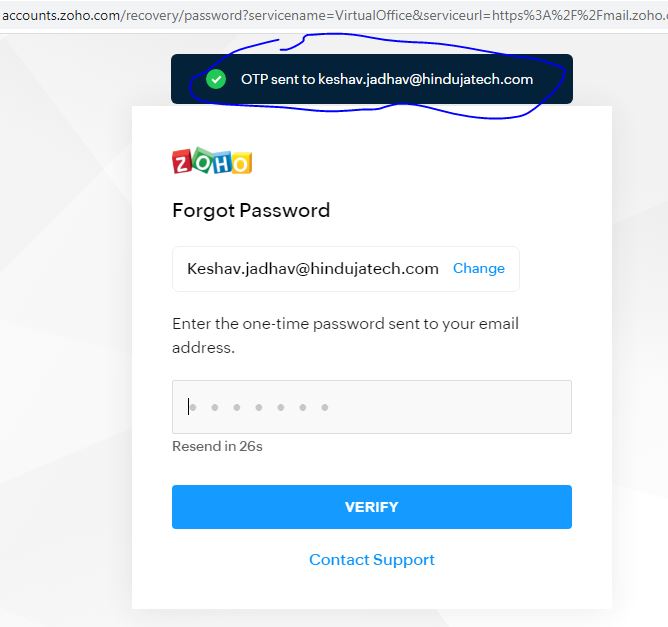 accounts.zoho.com/recovery/password?servicename=VirtualOffice&serviceurl=https%3A%2F%2Fmail.zoho.
OTP sent to keshav.jadhav@hindujatech.com
ZOHO
Forgot Password
Keshav.jadhav@hindujatech.com Change
Enter the one-time password sent to your email
address.
Resend in 26s
VERIFY
Contact Support